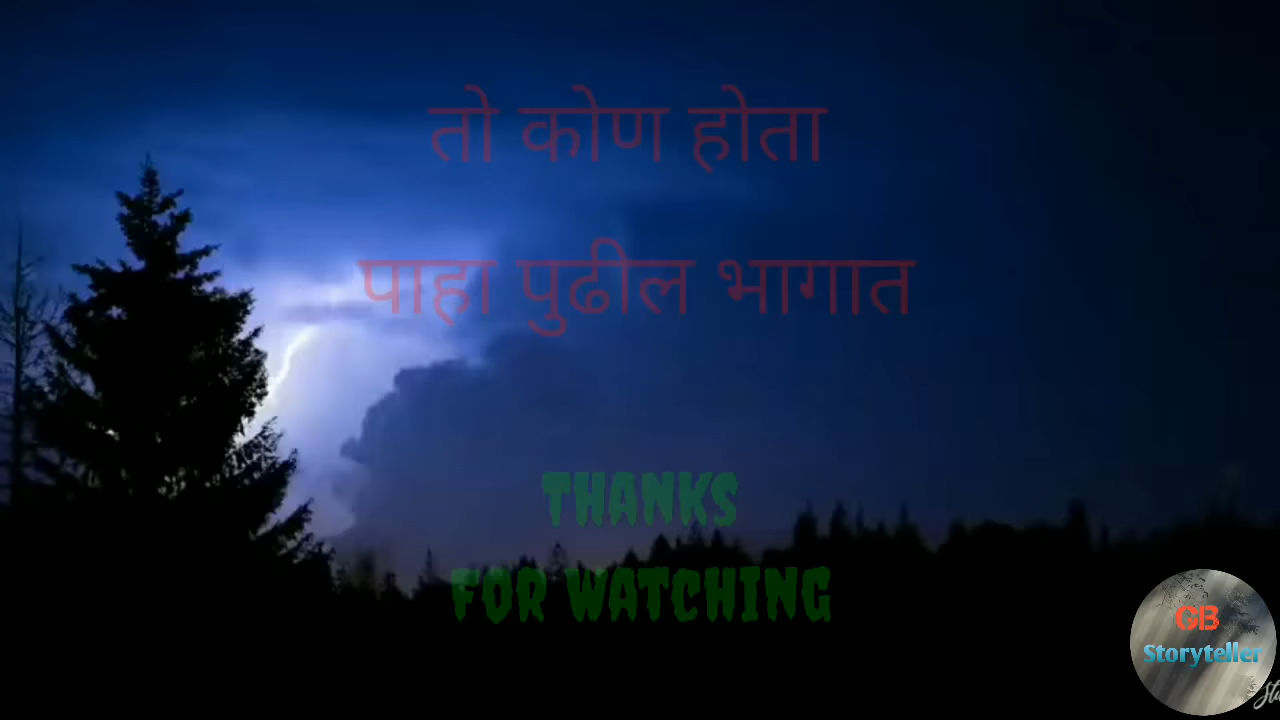 तो कोण होता
पाहा पुढील भागात
THANKS
FOR WATCHING
GB
Storyteller